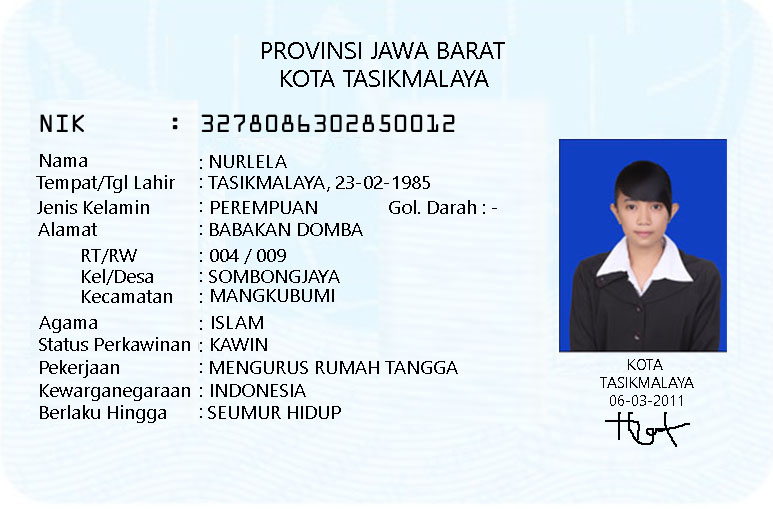 PROVINSI JAWA BARAT
KOTA TASIKMALAYA
NIK : 3278086302850012
Nama : NURLELA
Tempat/Tgl Lahir : TASIKMALAYA, 23-02-1985
Jenis Kelamin : PEREMPUAN Gol. Darah : -
Alamat : BABAKAN DOMBA
RT/RW : 004 / 009
Kel/Desa : SOMBONGJAYA
Kecamatan : MANGKUBUMI
Agama : ISLAM
Status Perkawinan : KAWIN
Pekerjaan : MENGURUS RUMAH TANGGA
Kewarganegaraan : INDONESIA
Berlaku Hingga : SEUMUR HIDUP
KOTA
TASIKMALAYA
06-03-2011